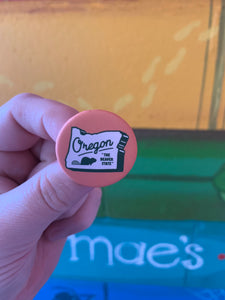 Oregon
"THE
BEAVER
STATE"
mae's